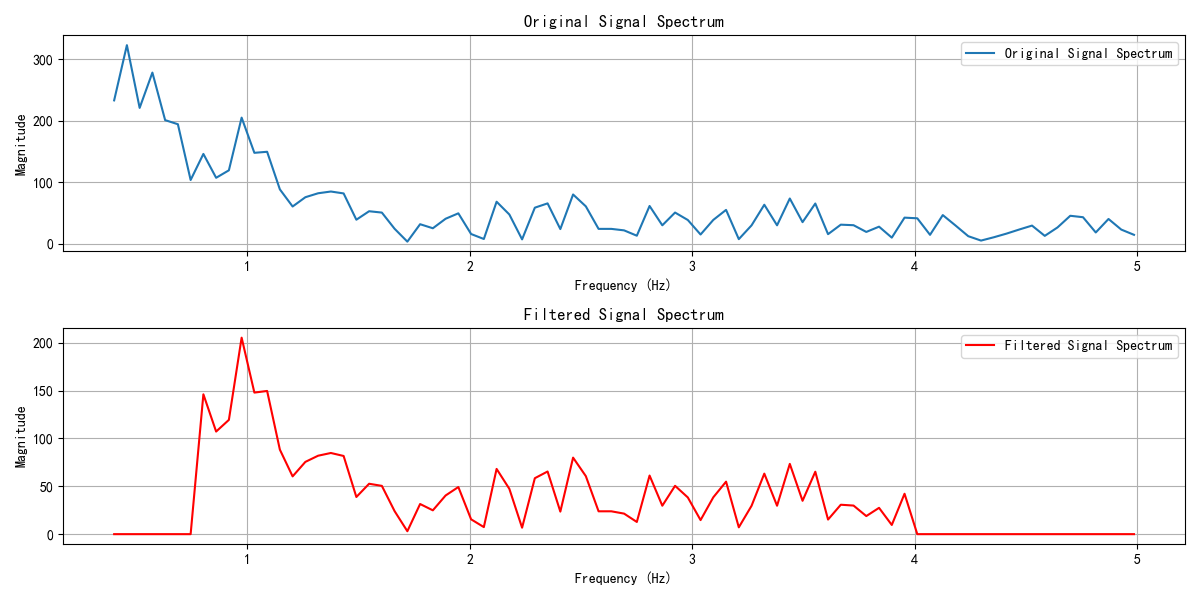 Original Signal Spectrum
Original Signal Spectrum
300
200
100
0
Magnitude
1 2 3 4 5
Frequency (Hz)
Filtered Signal Spectrum
Filtered Signal Spectrum
200
150
100
50
0
Magnitude
1 2 3 4 5
Frequency (Hz)